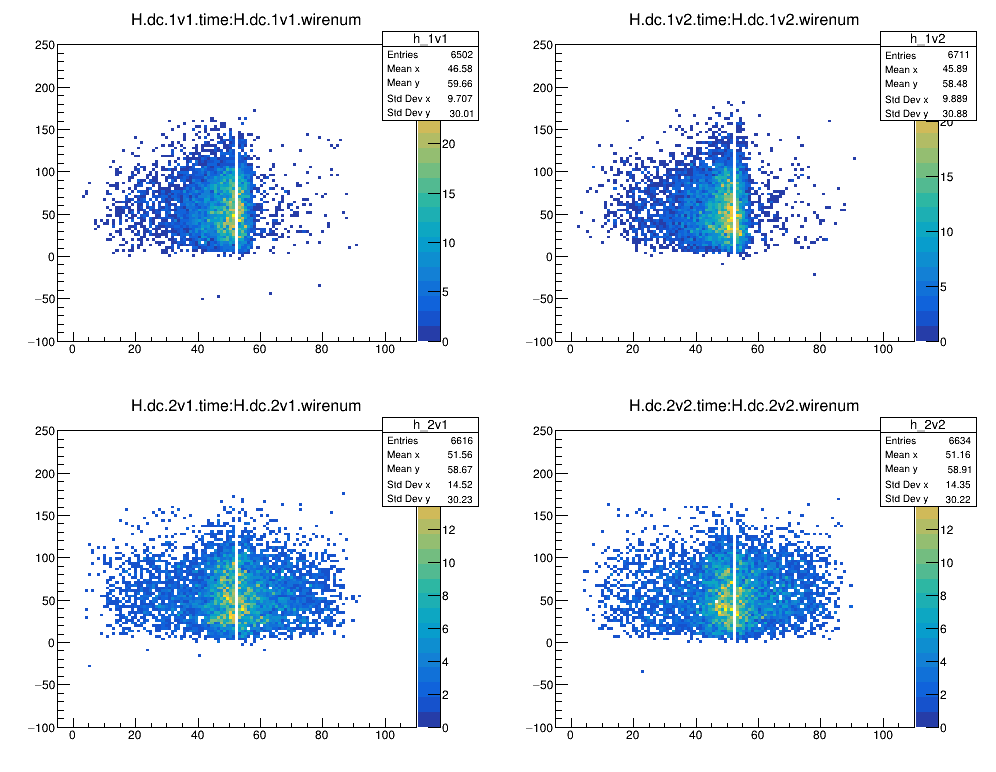 H.dc.1v1.time:H.dc.1v1.wirenum
h_1v1
Entries 6502
Mean x 46.58
Mean y 59.66
Std Dev x 9.707
Std Dev y 30.01
250
200
150
100
50
0
−50
−100
0 20 40 60 80 100
20
15
10
5
0
H.dc.1v2.time:H.dc.1v2.wirenum
h_1v2
Entries 6711
Mean x 45.89
Mean y 58.48
Std Dev x 9.889
Std Dev y 30.88
250
200
150
100
50
0
−50
−100
0 20 40 60 80 100
20
15
10
5
0
H.dc.2v1.time:H.dc.2v1.wirenum
h_2v1
Entries 6616
Mean x 51.56
Mean y 58.67
Std Dev x 14.52
Std Dev y 30.23
250
200
150
100
50
0
−50
−100
0 20 40 60 80 100
12
10
8
6
4
2
0
H.dc.2v2.time:H.dc.2v2.wirenum
h_2v2
Entries 6634
Mean x 51.16
Mean y 58.91
Std Dev x 14.35
Std Dev y 30.22
250
200
150
100
50
0
−50
−100
0 20 40 60 80 100
12
10
8
6
4
2
0